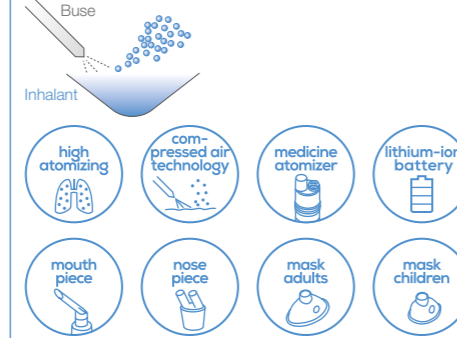 Buse
Inhalant
high
atomizing
com-
pressed air
technology
medicine
atomizer
lithium-ion
battery
mouth
piece
nose
piece
mask
adults
mask
children